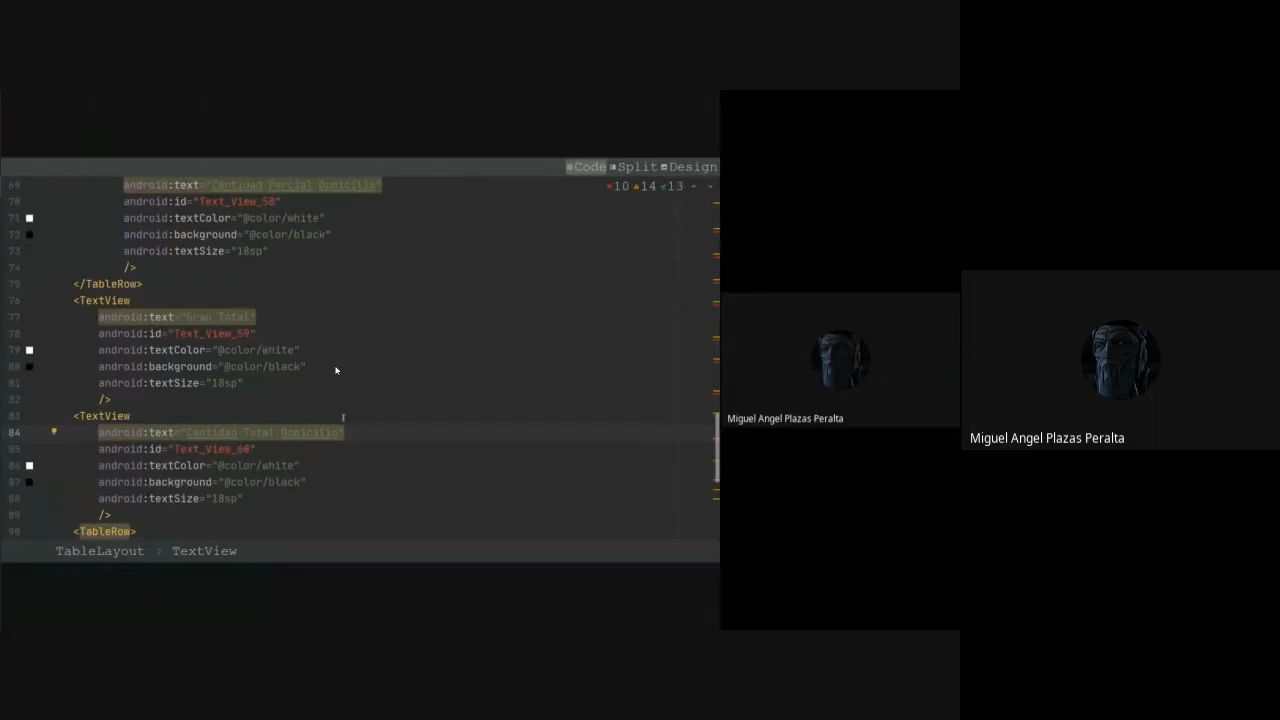 Code Split Design
69 android:text="Cantidad Parcial Domicilio"
10 14 13
70 android:id="Text_View_58"
71 android:textColor="@color/white"
72 android:background="@color/black"
73 android:textSize="18sp"
74 />
75 </TableRow>
76 <TextView
77 android:text="Gran Total"
78 android:id="Text_View_59"
79 android:textColor="@color/white"
80 android:background="@color/black"
81 android:textSize="18sp"
82 />
83 <TextView
84 android:text="Cantidad Total Domicilio"
85 android:id="Text_View_60"
86 android:textColor="@color/white"
87 android:background="@color/black"
88 android:textSize="18sp"
89 />
90 <TableRow>
TableLayout > TextView
Miguel Angel Plazas Peralta
Miguel Angel Plazas Peralta